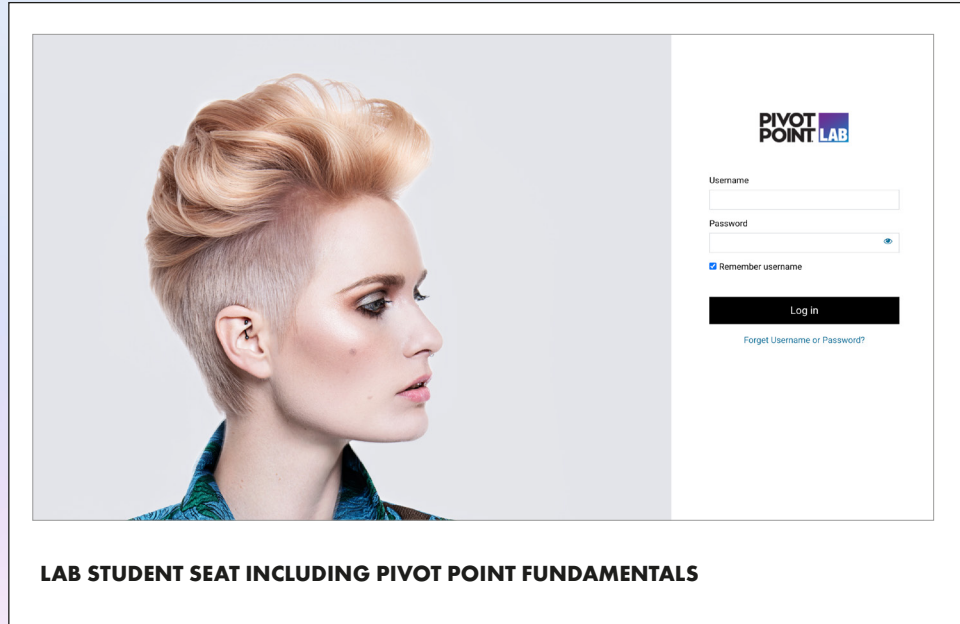 PIVOT
POINT LAB
Username
Password
Remember username
Log in
Forget Username or Password?
LAB STUDENT SEAT INCLUDING PIVOT POINT FUNDAMENTALS